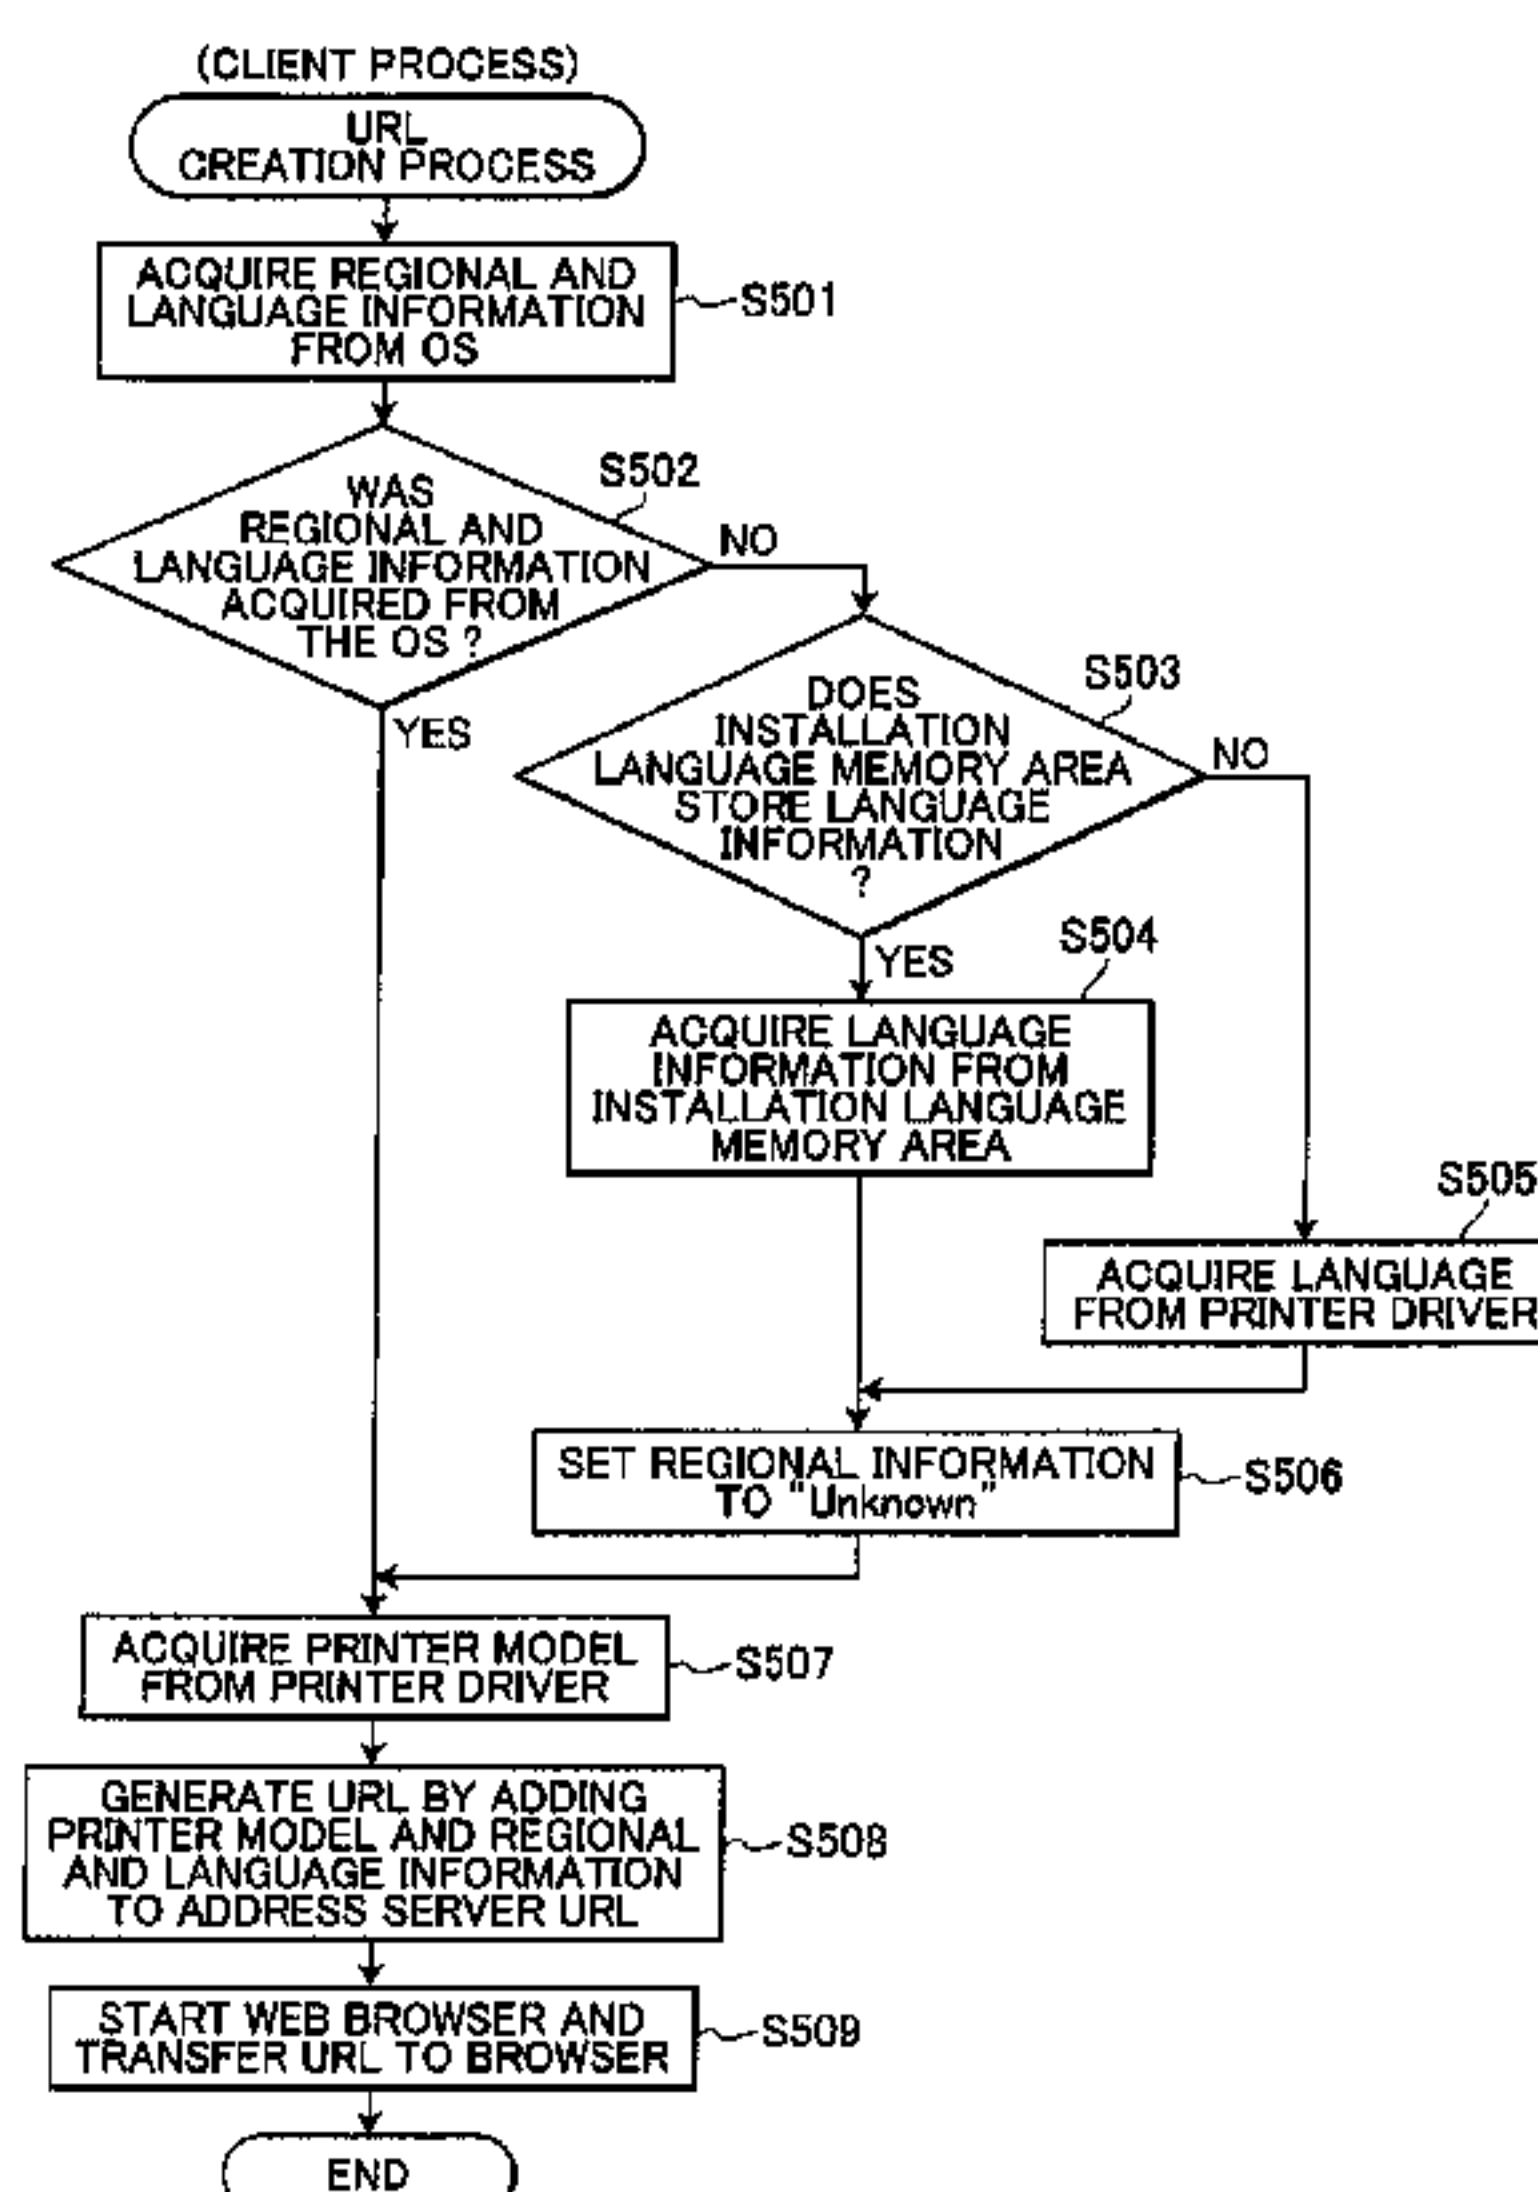 (CLIENT PROCESS)
URL
CREATION PROCESS
ACQUIRE REGIONAL AND
LANGUAGE INFORMATION
FROM OS
S501
S502
WAS
REGIONAL AND
LANGUAGE INFORMATION
ACQUIRED FROM
THE OS ?
NO
YES
S503
DOES
INSTALLATION
LANGUAGE MEMORY AREA
STORE LANGUAGE
INFORMATION
?
NO
YES
S504
ACQUIRE LANGUAGE
INFORMATION FROM
INSTALLATION LANGUAGE
MEMORY AREA
S505
ACQUIRE LANGUAGE
FROM PRINTER DRIVER
SET REGIONAL INFORMATION
TO "Unknown"
S506
ACQUIRE PRINTER MODEL
FROM PRINTER DRIVER
S507
GENERATE URL BY ADDING
PRINTER MODEL AND REGIONAL
AND LANGUAGE INFORMATION
TO ADDRESS SERVER URL
S508
START WEB BROWSER AND
TRANSFER URL TO BROWSER
S509
END